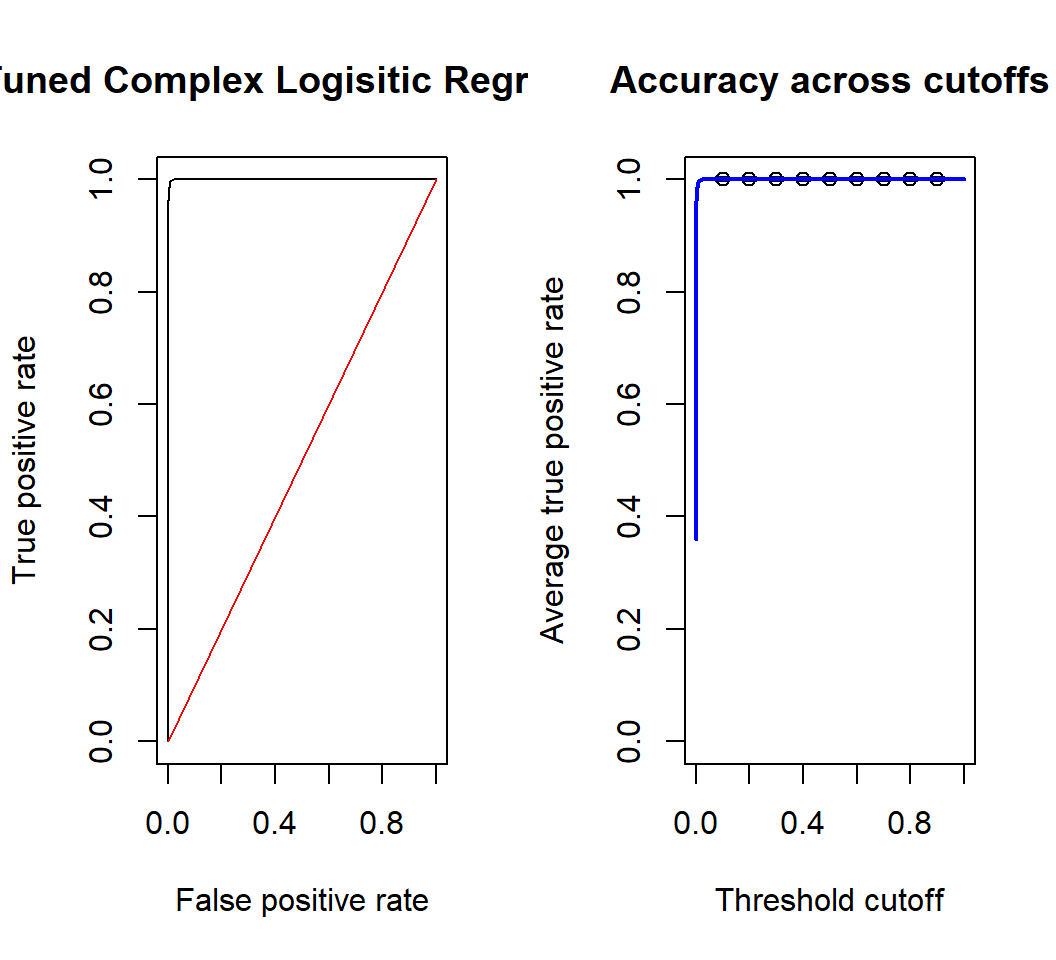 Tuned Complex Logisitic Regr
1.0
0.8
0.6
0.4
0.2
0.0
True positive rate
0.0 0.4 0.8
False positive rate
Accuracy across cutoffs
1.0
0.8
0.6
0.4
0.2
0.0
Average true positive rate
0.0 0.4 0.8
Threshold cutoff